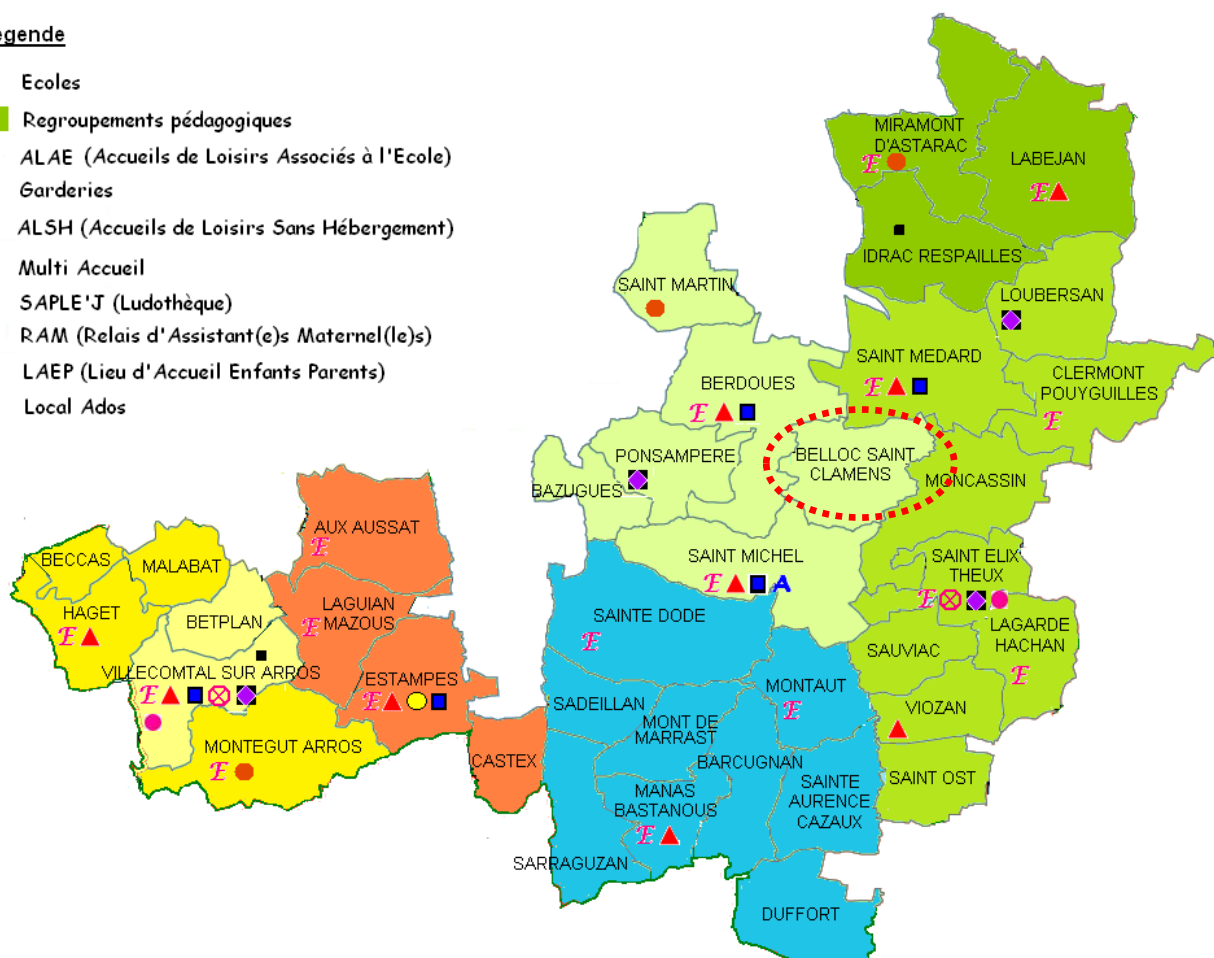 egende
Ecoles
Regroupements pédagogiques
ALAE (Accueils de Loisirs Associés à l'Ecole)
Garderies
ALSH (Accueils de Loisirs Sans Hébergement)
Multi Accueil
SAPLE'J (Ludothèque)
RAM (Relais d'Assistant(e)s Maternel(le)s)
LAEP (Lieu d'Accueil Enfants Parents)
Local Ados
MIRAMONT
D'ASTARAC
E
LABEJAN
E
IDRAC RESPAILLES
SAINT MARTIN
LOUBERSAN
SAINT MEDARD
E
CLERMONT
POUYGUILLES
E
BERDOUES
E
PONSAMPERE
BELLOC SAINT
CLAMENS
BAZUGUES
MONCASSIN
AUX AUSSAT
E
SAINT MICHEL
E A
SAINT ELIX
THEUX
E
BECCAS
MALABAT
HAGET
E
BETPLAN
LAGUIAN
MAZOUS
E
SAINTE DODE
E
LAGARDE
HACHAN
E
SAUVIAC
VILLECOMTAL SUR ARROS
E
ESTAMPES
E
SADEILLAN
MONTAUT
E
VIOZAN
MONT DE
MARRAST
MONTEGUT ARROS
E
CASTEX
BARCUGNAN
SAINT OST
MANAS
BASTANOUS
E
SAINTE
AURENCE
CAZAUX
SARRAGUZAN
DUFFORT